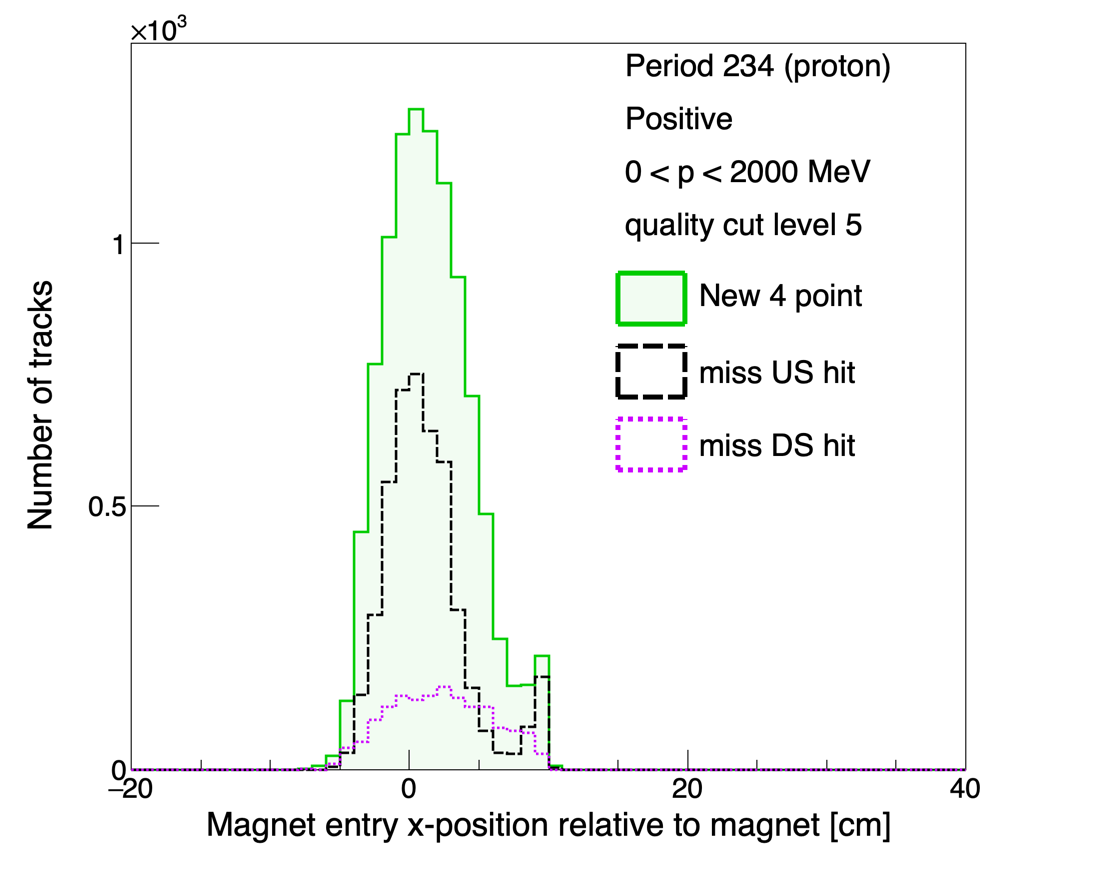 ×10³
Period 234 (proton)
Positive
0 < p < 2000 MeV
quality cut level 5
New 4 point
miss US hit
miss DS hit
1
0.5
0
−20
0
20
40
Number of tracks
Magnet entry x-position relative to magnet [cm]